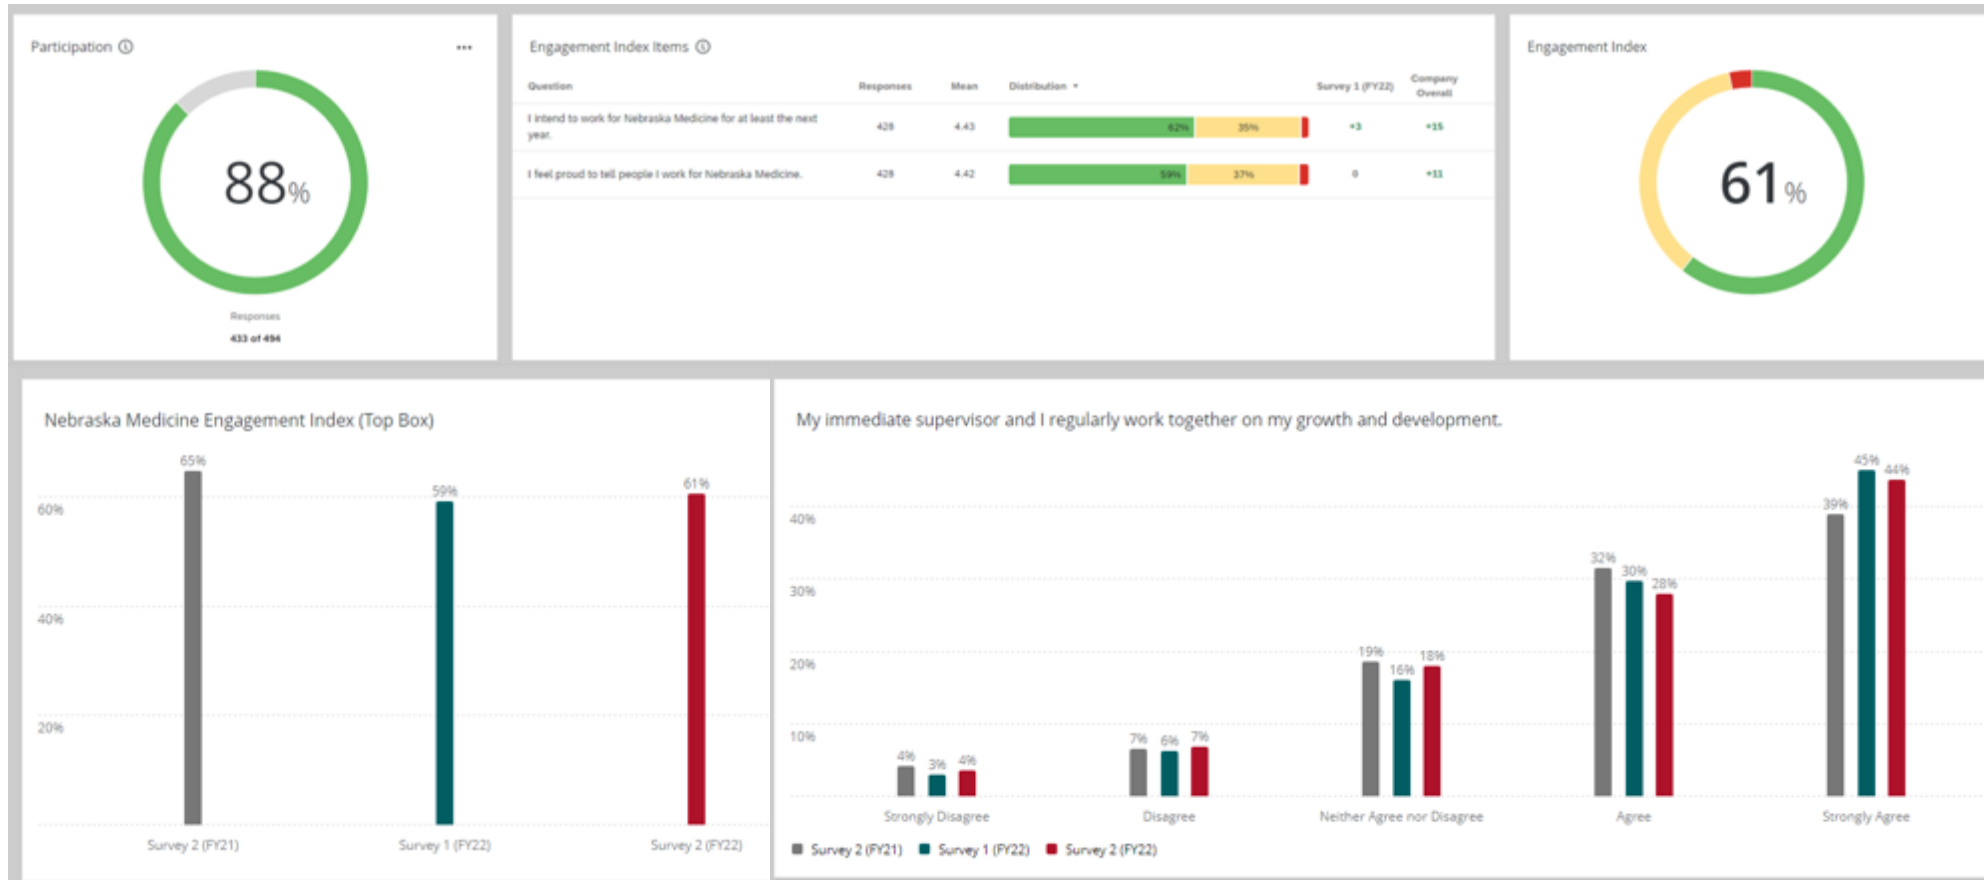 Participation
88%
Responses
433 of 494
Engagement Index Items
Question Responses Mean Distribution Survey 1 (FY22) Company
Overall
I intend to work for Nebraska Medicine for at least the next
year.
428 4.43 62% 35% +3 +15
I feel proud to tell people I work for Nebraska Medicine. 428 4.42 59% 37% 0 +11
Engagement Index
61%
Nebraska Medicine Engagement Index (Top Box)
65%
59%
61%
60%
40%
20%
Survey 2 (FY21) Survey 1 (FY22) Survey 2 (FY22)
My immediate supervisor and I regularly work together on my growth and development.
40%
30%
20%
10%
4% 3% 4%
7% 6% 7%
19% 16% 18%
32% 30% 28%
39% 45% 44%
Strongly Disagree Disagree Neither Agree nor Disagree Agree Strongly Agree
Survey 2 (FY21) Survey 1 (FY22) Survey 2 (FY22)